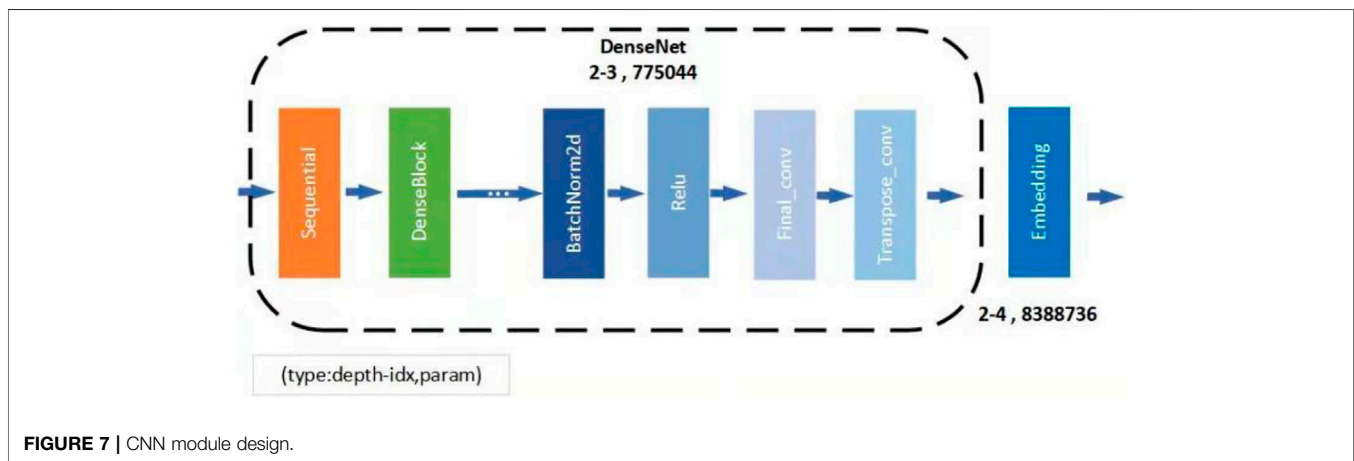 DenseNet
2-3 , 775044
Sequential
DenseBlock
...
BatchNorm2d
Relu
Final_conv
Transpose_conv
Embedding
2-4 , 8388736
(type:depth-idx,param)
FIGURE 7 | CNN module design.